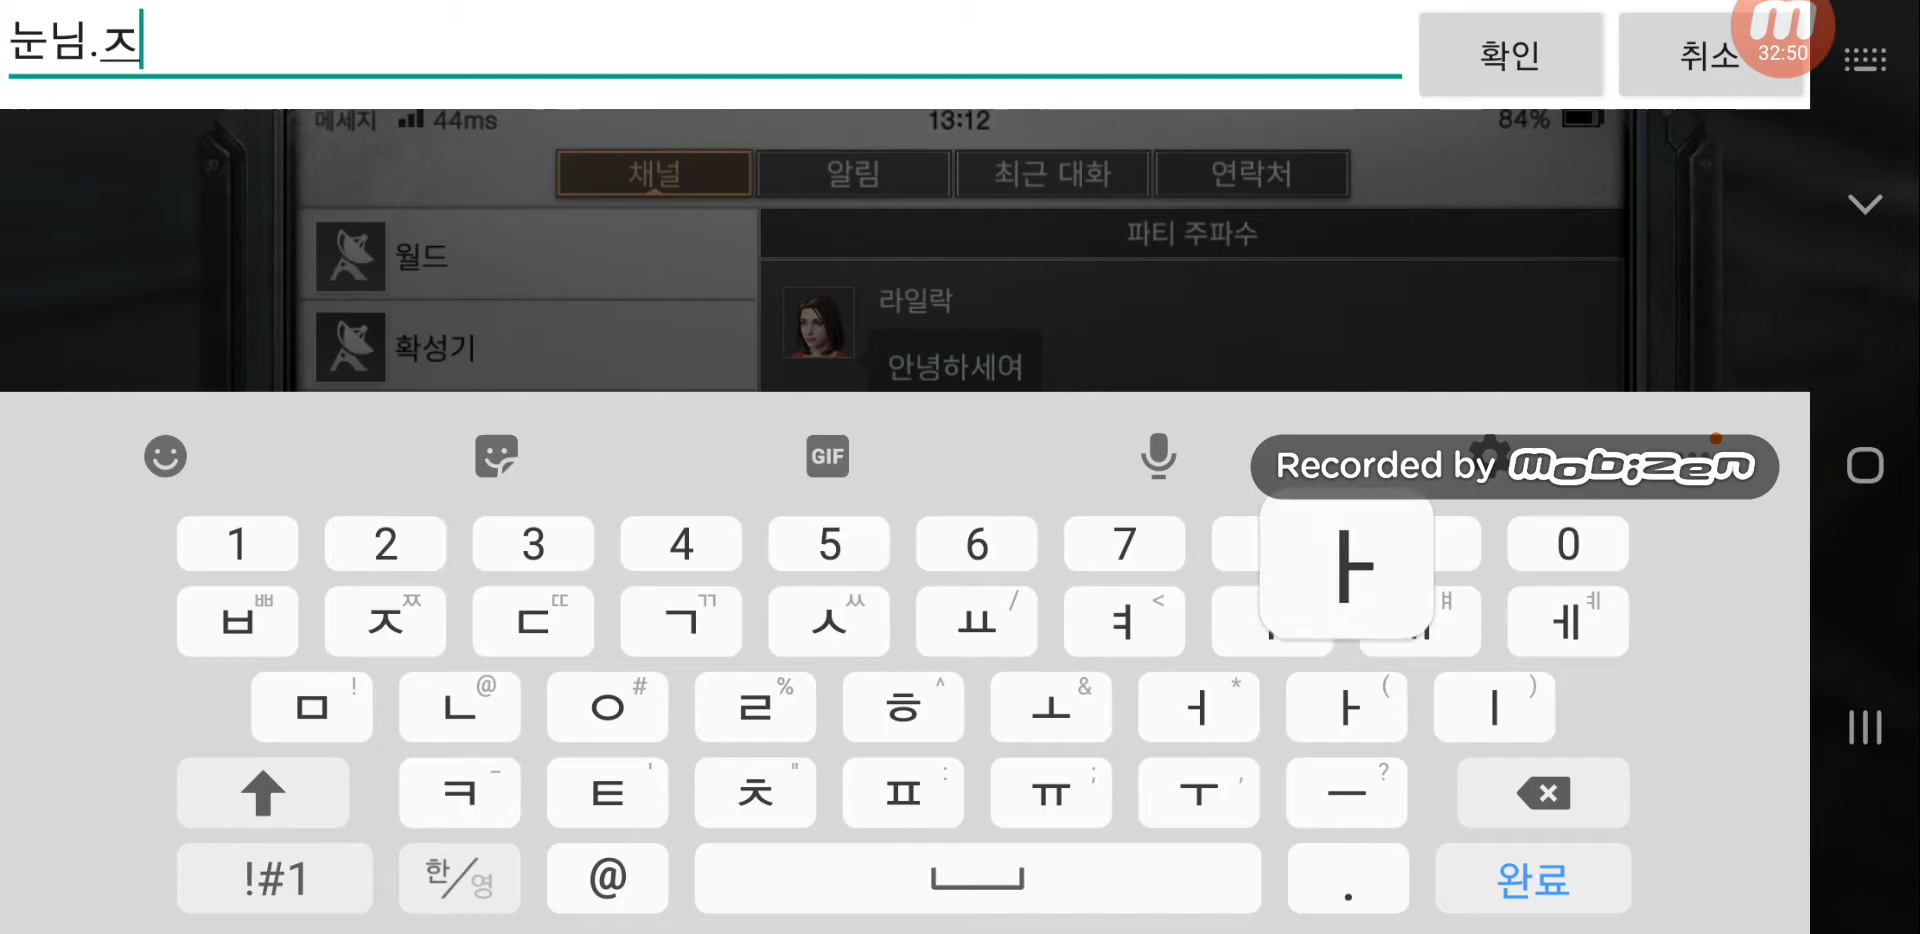 눈님.ㅈ
확인
취소
32:50
메세지 44ms
13:12
84%
채널
알림
최근 대화
연락처
월드
확성기
파티 주파수
라일락
안녕하세여
GIF
Recorded by mobizen
1 2 3 4 5 6 7 0
ㅏ
ㅂ ㅃ ㅈ ㅉ ㄷ ㄸ ㄱ ㄲ ㅅ ㅆ ㅛ / ㅕ < ㅒ ㅔ ㅖ
ㅁ ! ㄴ @ ㅇ # ㄹ % ㅎ ^ ㅗ & ㅓ * ㅏ ( ㅣ )
ㅋ - ㅌ ' ㅊ " ㅍ : ㅠ ; ㅜ , ㅡ ?
!#1 한/영 @ . 완료